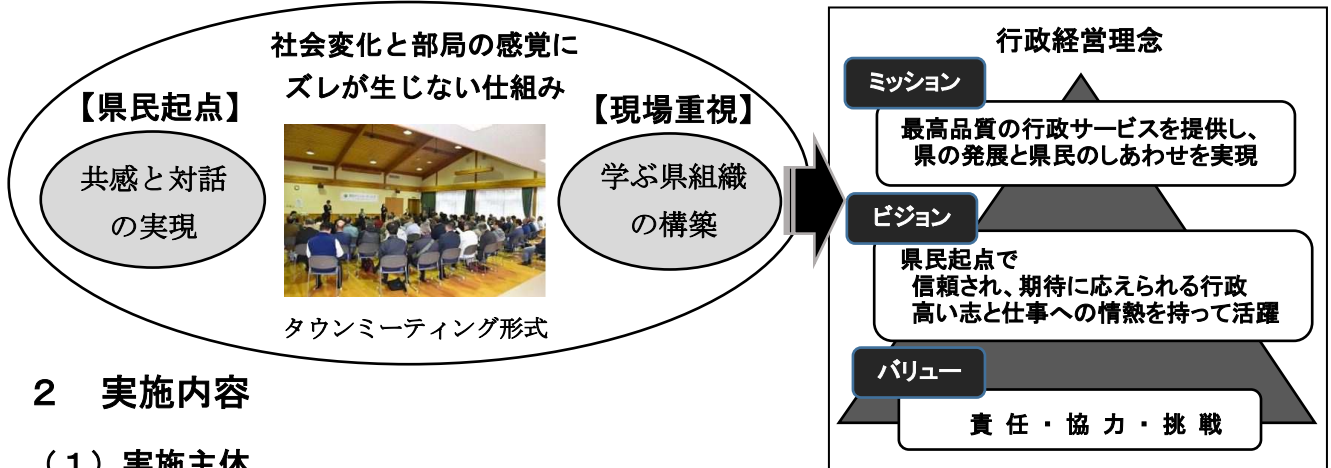 社会変化と部局の感覚に
ズレが生じない仕組み
【県民起点】
共感と対話
の実現
【現場重視】
学ぶ県組織
の構築
タウンミーティング形式
行政経営理念
ミッション
最高品質の行政サービスを提供し、
県の発展と県民のしあわせを実現
ビジョン
県民起点で
信頼され、期待に応えられる行政
高い志と仕事への情熱を持って活躍
バリュー
責任・協力・挑戦
２　実施内容
（１）実施主体